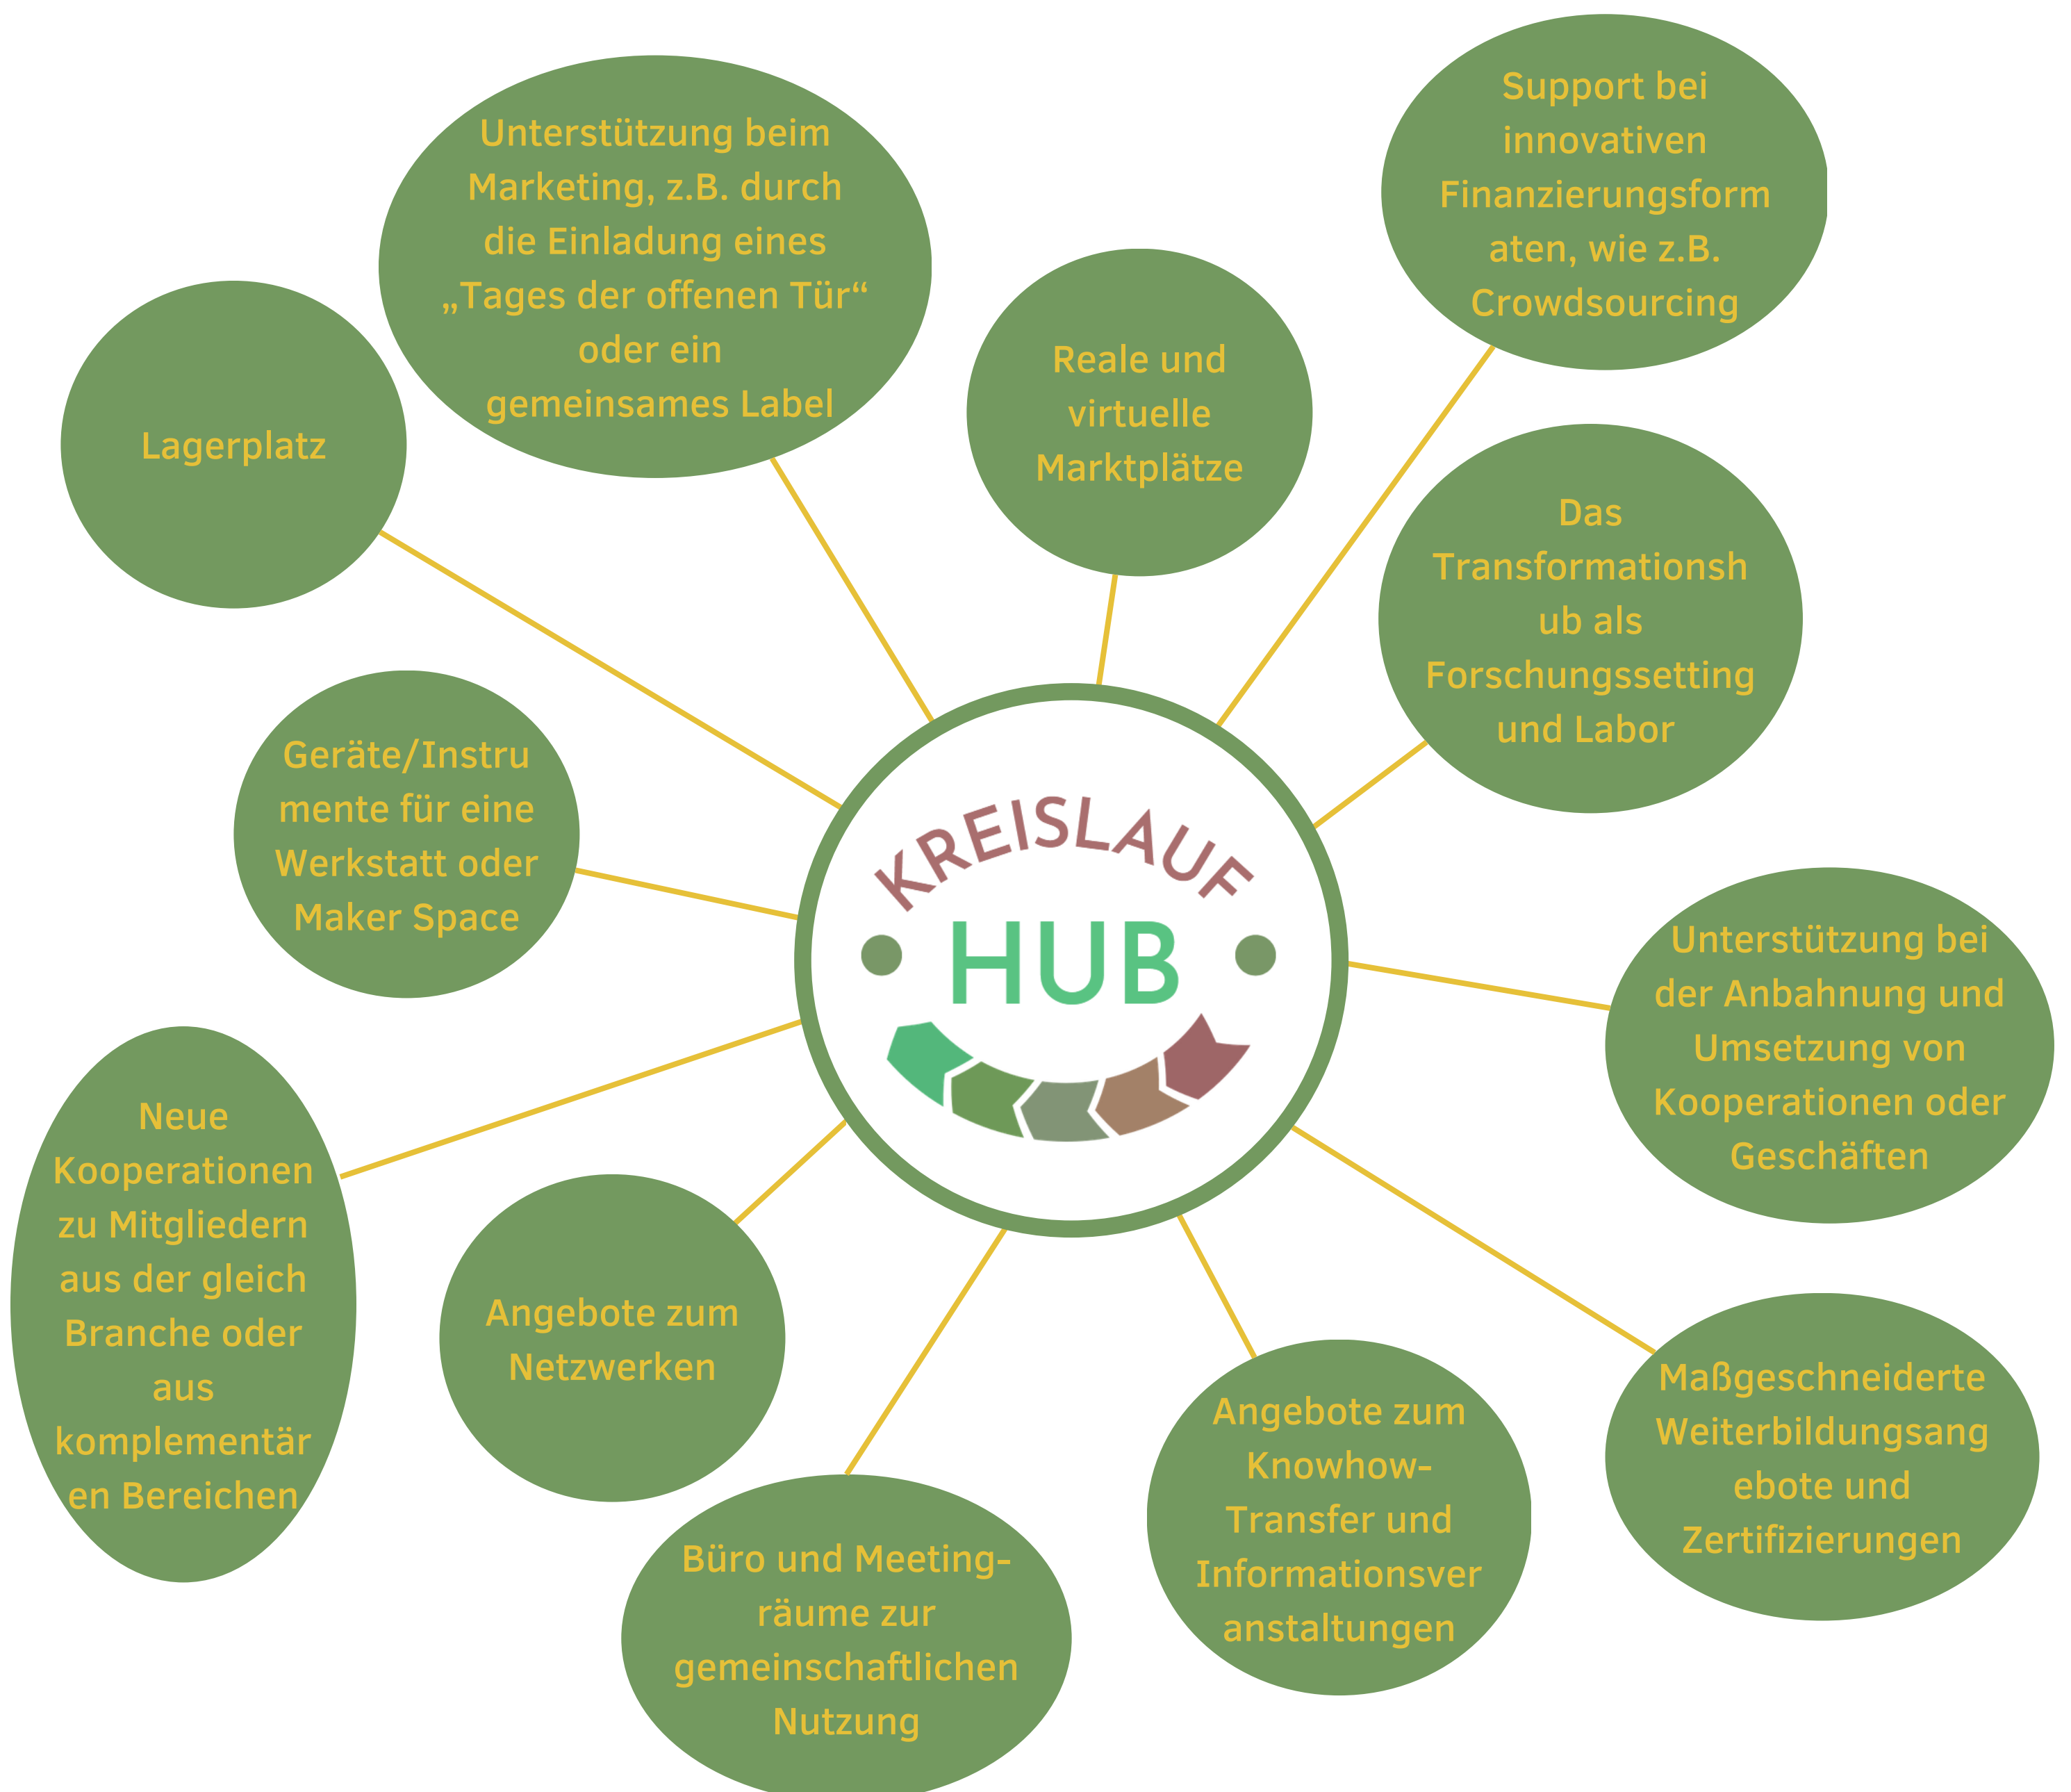 Support bei
innovativen
Finanzierungsform
aten, wie z.B.
Crowdsourcing
Unterstützung beim
Marketing, z.B. durch
die Einladung eines
„Tages der offenen Tür“
oder ein
gemeinsames Label
Reale und
virtuelle
Marktplätze
Lagerplatz
Das
Transformationsh
ub als
Forschungssetting
und Labor
Geräte/Instru
mente für eine
Werkstatt oder
Maker Space
KREISLAUF
HUB
Unterstützung bei
der Anbahnung und
Umsetzung von
Kooperationen oder
Geschäften
Neue
Kooperationen
zu Mitgliedern
aus der gleich
Branche oder
aus
komplementär
en Bereichen
Angebote zum
Netzwerken
Büro und Meeting-
räume zur
gemeinschaftlichen
Nutzung
Angebote zum
Knowhow-
Transfer und
Informationsver
anstaltungen
Maßgeschneiderte
Weiterbildungsang
ebote und
Zertifizierungen